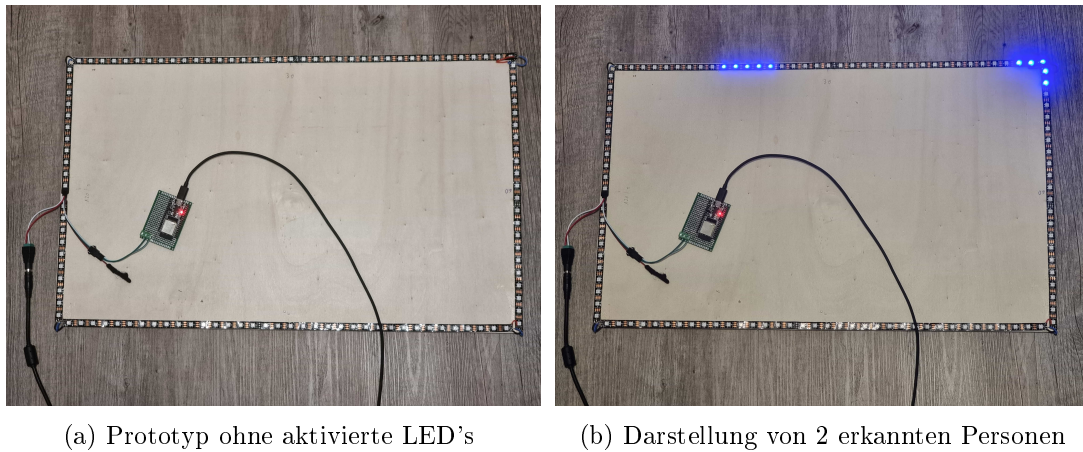 (a) Prototyp ohne aktivierte LED's
(b) Darstellung von 2 erkannten Personen